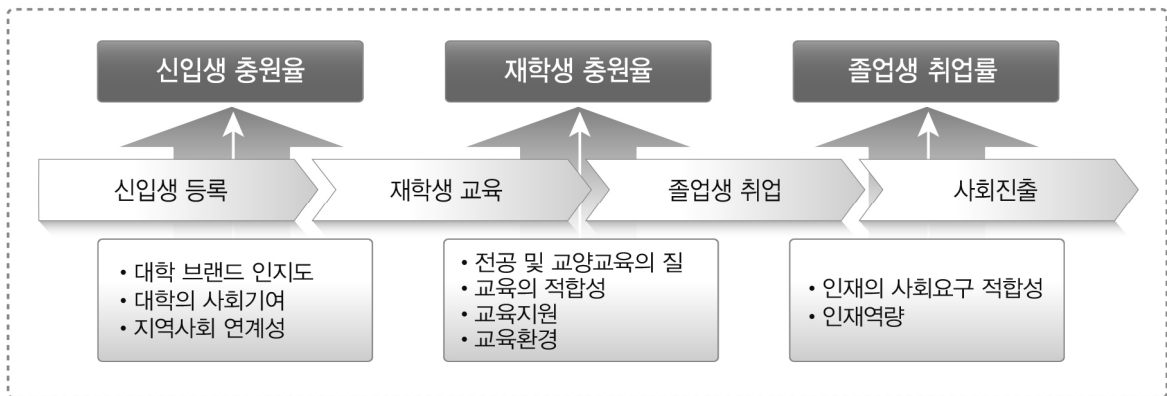 신입생 충원율
재학생 충원율
졸업생 취업률
신입생 등록
재학생 교육
졸업생 취업
사회진출
• 대학 브랜드 인지도
• 대학의 사회기여
• 지역사회 연계성
• 전공 및 교양교육의 질
• 교육의 적합성
• 교육지원
• 교육환경
• 인재의 사회요구 적합성
• 인재역량